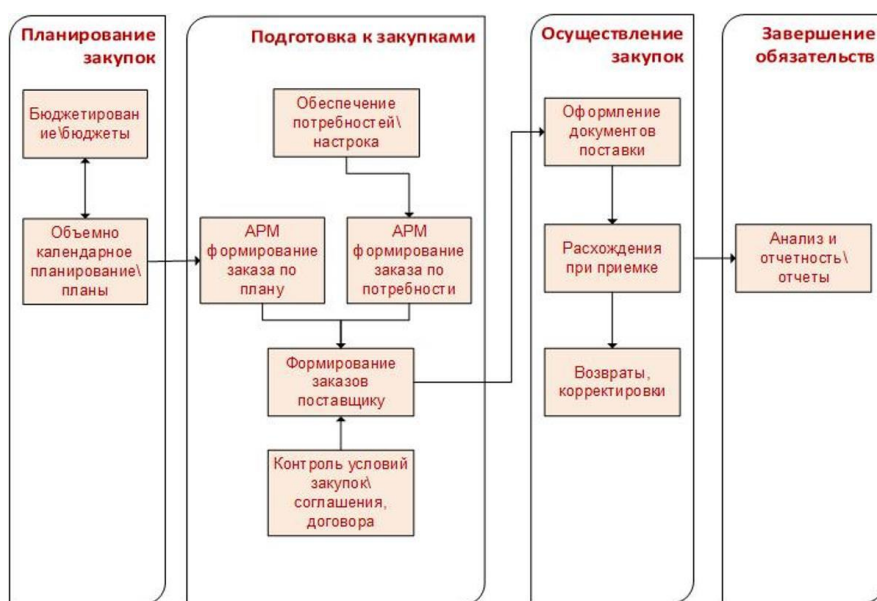 Планирование
закупок
Бюджетирован
ие\бюджеты
Объемно
календарное
планирование\
планы
Подготовка к закупками
Обеспечение
потребностей\
настрока
АРМ
формирование
заказа по
плану
АРМ
формирование
заказа по
потребности
Формирование
заказов
поставщику
Контроль условий
закупок\
соглашения,
договора
Осуществление
закупок
Оформление
документов
поставки
Расхождения
при приемке
Возвраты,
корректировки
Завершение
обязательств
Анализ и
отчетность\
отчеты